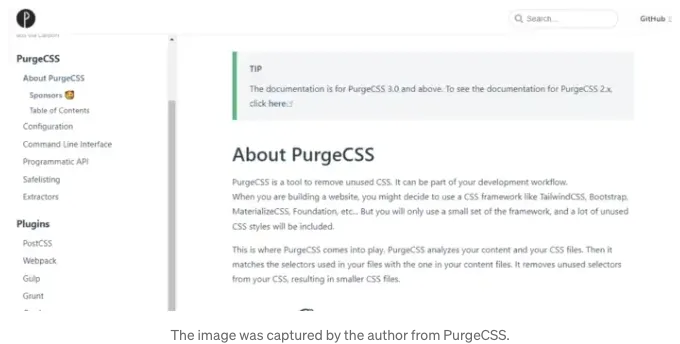 P
Search...
GitHub
PurgeCSS
About PurgeCSS
Sponsors 🥰
Table of Contents
Configuration
Command Line Interface
Programmatic API
Safelisting
Extractors
Plugins
PostCSS
Webpack
Gulp
Grunt
TIP
The documentation is for PurgeCSS 3.0 and above. To see the documentation for PurgeCSS 2.x,
click here.
About PurgeCSS
PurgeCSS is a tool to remove unused CSS. It can be part of your development workflow.
When you are building a website, you might decide to use a CSS framework like TailwindCSS, Bootstrap,
MaterializeCSS, Foundation, etc... But you will only use a small set of the framework, and a lot of unused
CSS styles will be included.
This is where PurgeCSS comes into play. PurgeCSS analyzes your content and your CSS files. Then it
matches the selectors used in your files with the one in your content files. It removes unused selectors
from your CSS, resulting in smaller CSS files.
The image was captured by the author from PurgeCSS.